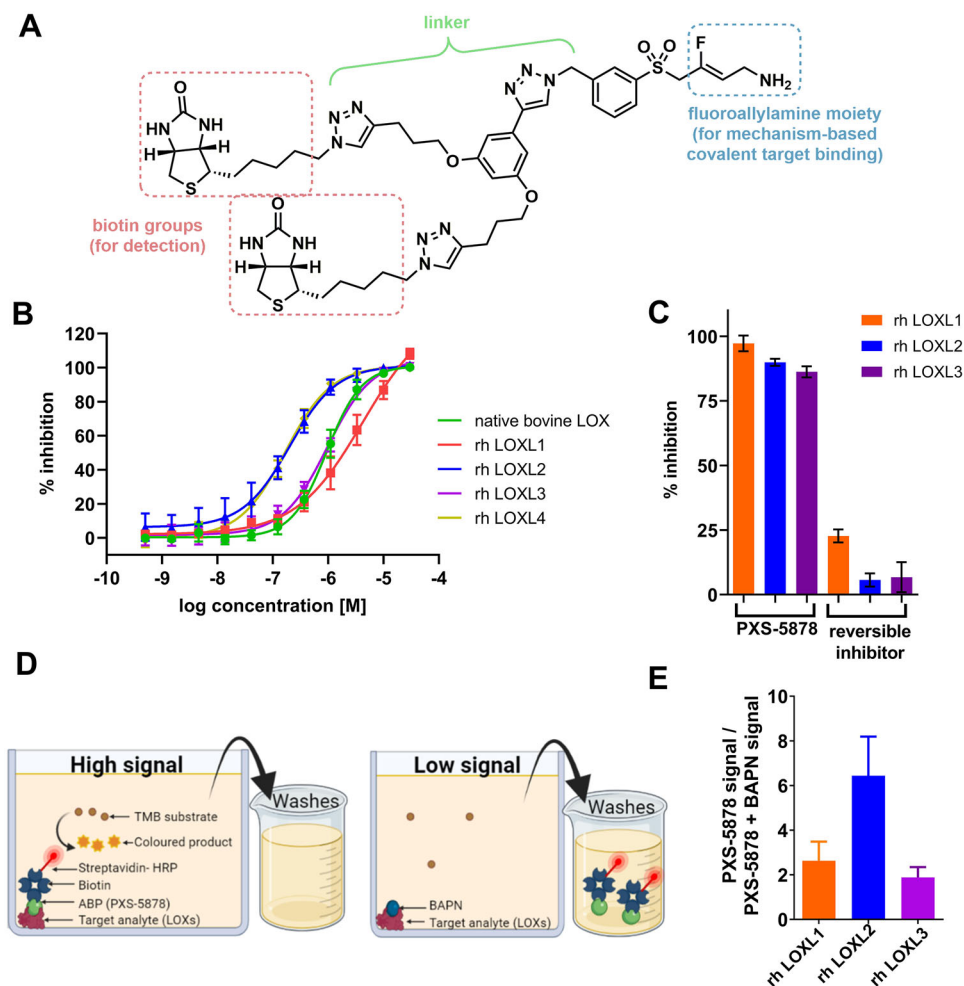 A
linker
O
HN
NH
H
H
S
biotin groups
(for detection)
O
HN
NH
H
H
S
N=N
N
N=N
N
N=N
N
O
O
O
O
S
F
NH2
fluoroallylamine moiety
(for mechanism-based
covalent target binding)
B
% inhibition
120
100
80
60
40
20
0
-10
-9
-8
-7
-6
-5
-4
log concentration [M]
native bovine LOX
rh LOXL1
rh LOXL2
rh LOXL3
rh LOXL4
C
% inhibition
100
75
50
25
0
PXS-5878
reversible
inhibitor
rh LOXL1
rh LOXL2
rh LOXL3
D
High signal
TMB substrate
Coloured product
Streptavidin- HRP
Biotin
ABP (PXS-5878)
Target analyte (LOXs)
Washes
Low signal
BAPN
Target analyte (LOXs)
Washes
E
PXS-5878 signal /
PXS-5878 + BAPN signal
10
8
6
4
2
0
rh LOXL1
rh LOXL2
rh LOXL3